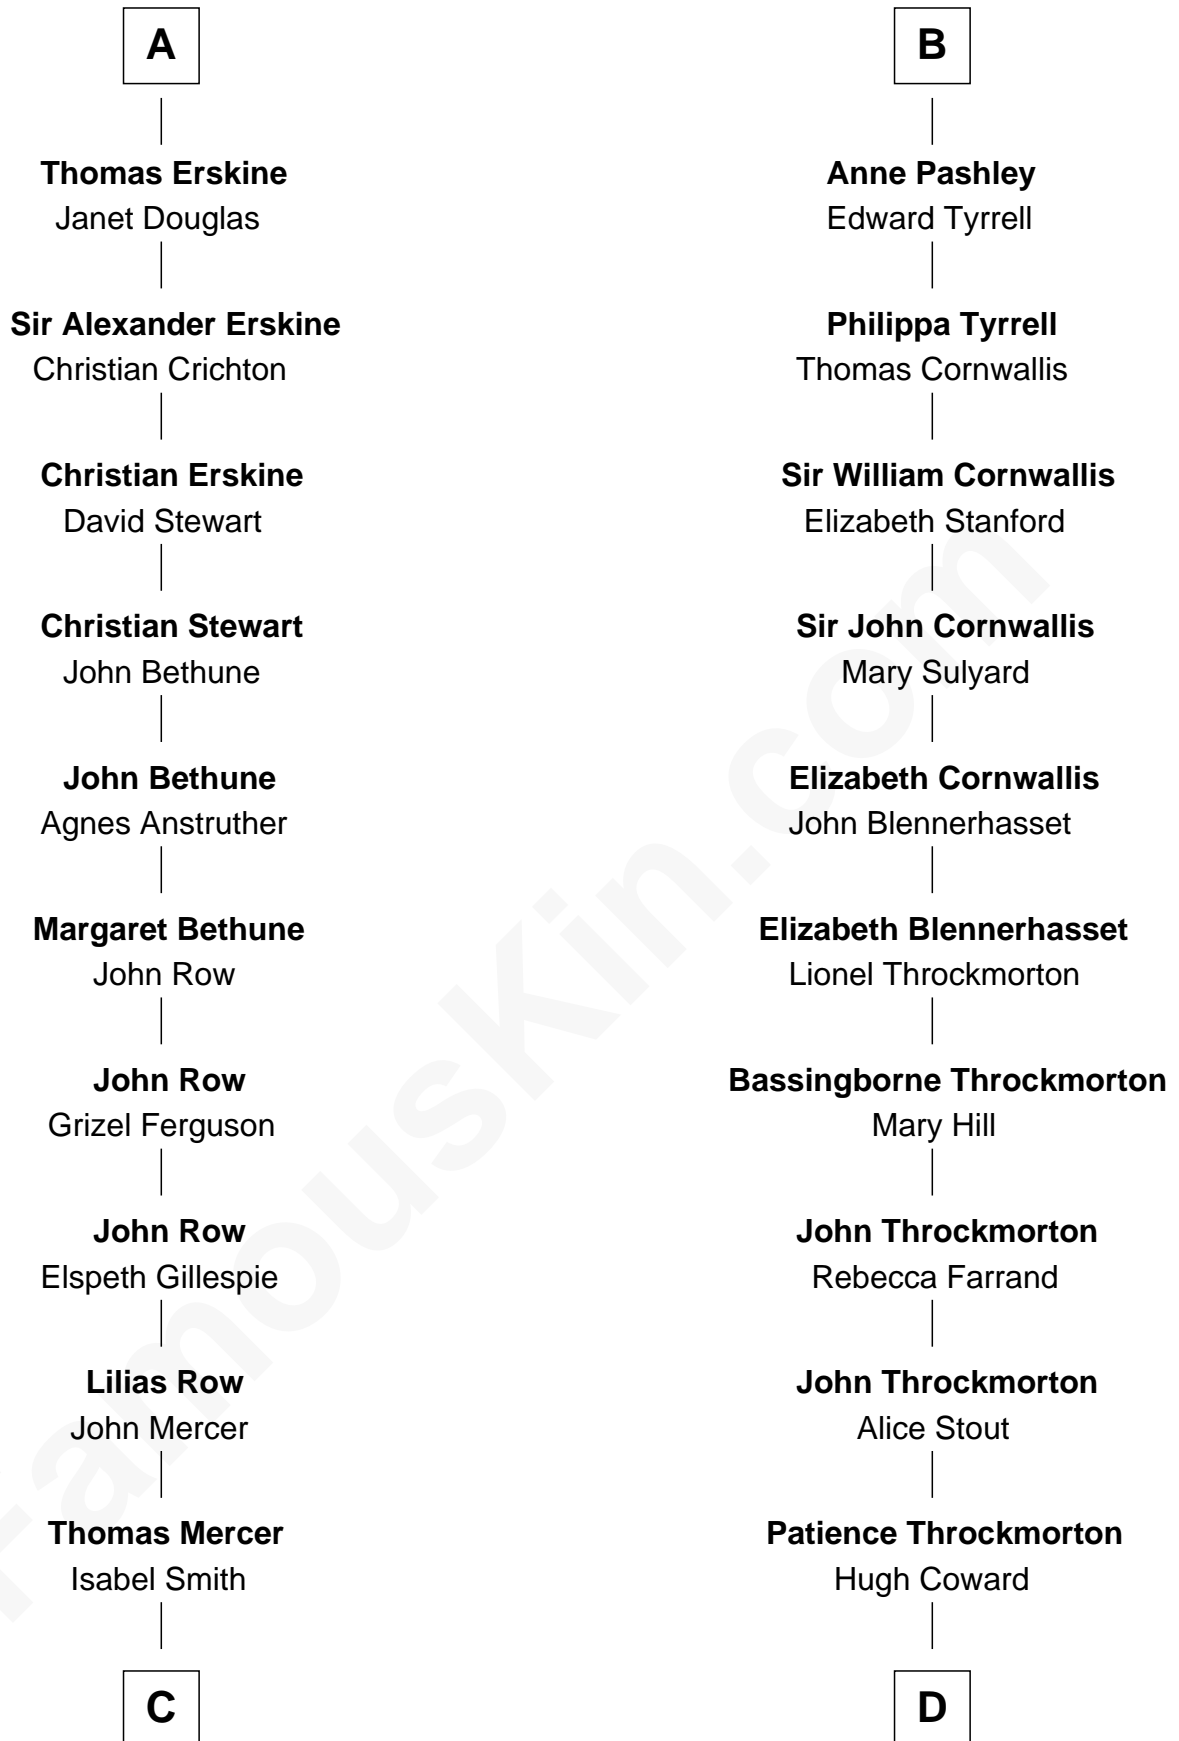 A
Thomas Erskine
Janet Douglas
Sir Alexander Erskine
Christian Crichton
Christian Erskine
David Stewart
Christian Stewart
John Bethune
John Bethune
Agnes Anstruther
Margaret Bethune
John Row
John Row
Grizel Ferguson
John Row
Elspeth Gillespie
Lilias Row
John Mercer
Thomas Mercer
Isabel Smith
C
B
Anne Pashley
Edward Tyrrell
Philippa Tyrrell
Thomas Cornwallis
Sir William Cornwallis
Elizabeth Stanford
Sir John Cornwallis
Mary Sulyard
Elizabeth Cornwallis
John Blennerhasset
Elizabeth Blennerhasset
Lionel Throckmorton
Bassingborne Throckmorton
Mary Hill
John Throckmorton
Rebecca Farrand
John Throckmorton
Alice Stout
Patience Throckmorton
Hugh Coward
D
FamousKin.com